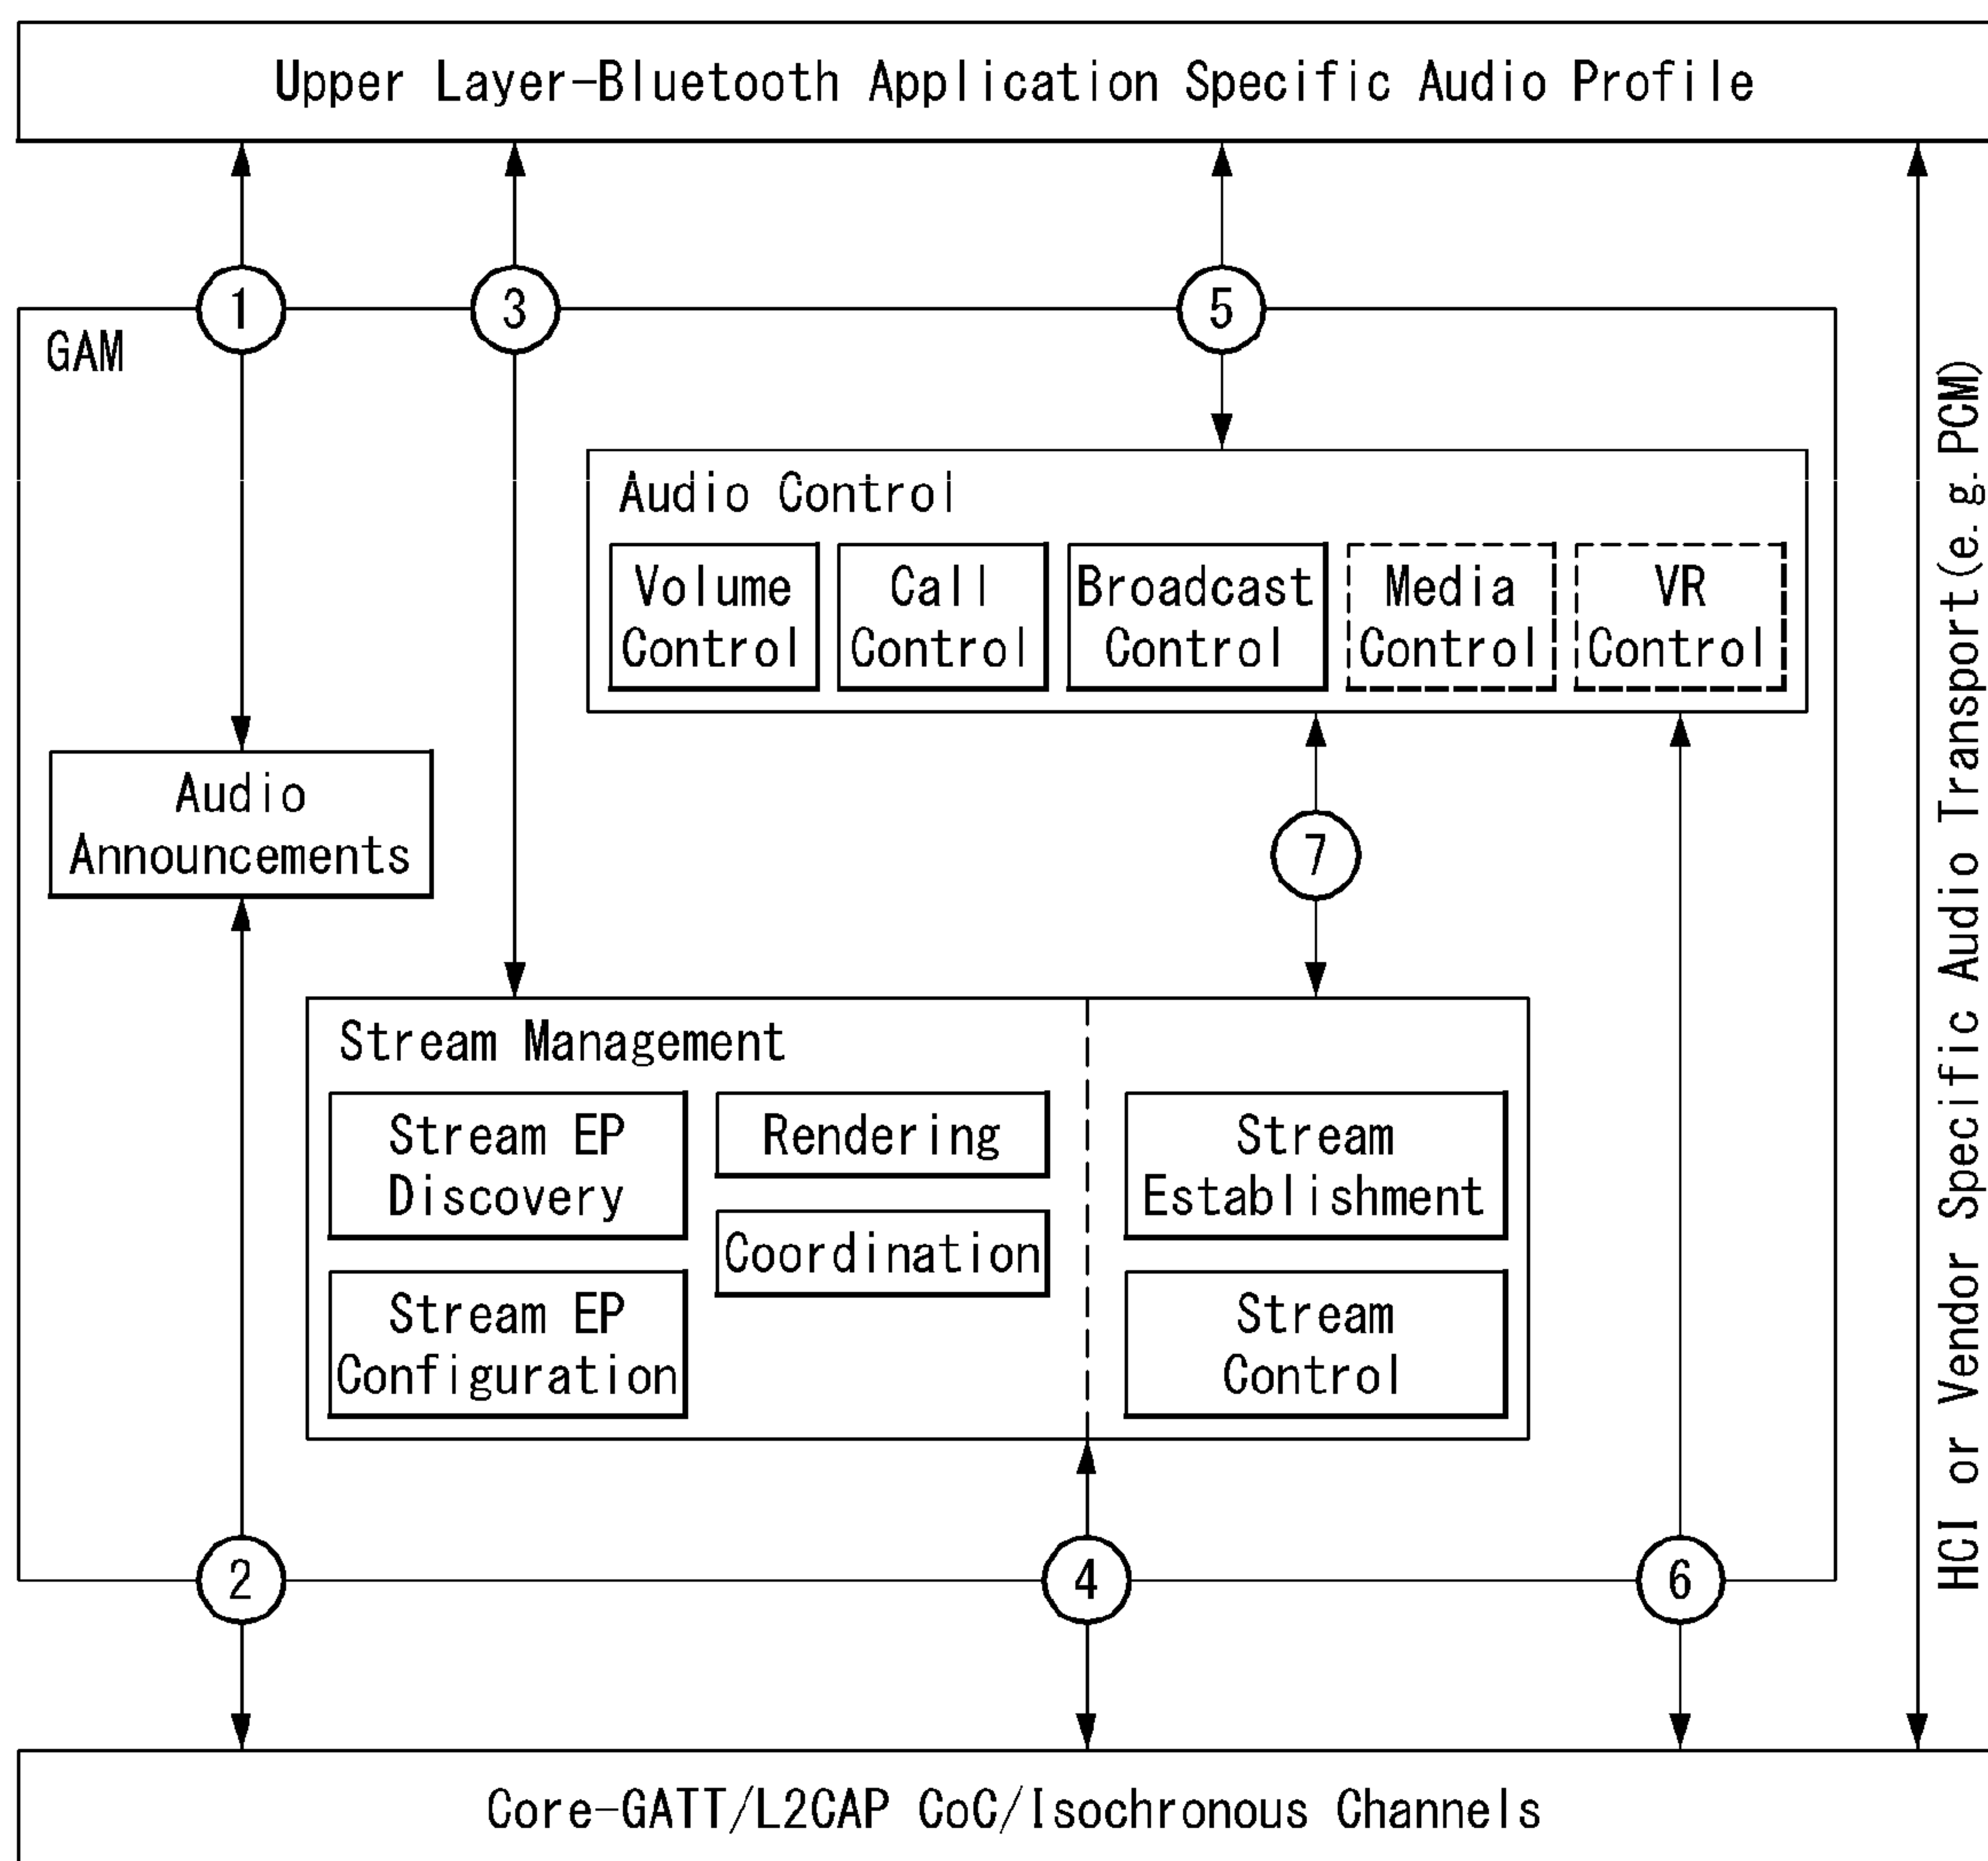 Upper Layer-Bluetooth Application Specific Audio Profile
1
3
5
GAM
Audio Control
Volume
Control
Call
Control
Broadcast
Control
Media
Control
VR
Control
Audio
Announcements
7
Stream Management
Stream EP
Discovery
Rendering
Coordination
Stream EP
Configuration
Stream
Establishment
Stream
Control
2
4
6
HCI or Vendor Specific Audio Transport(e.g. PCM)
Core-GATT/L2CAP CoC/Isochronous Channels